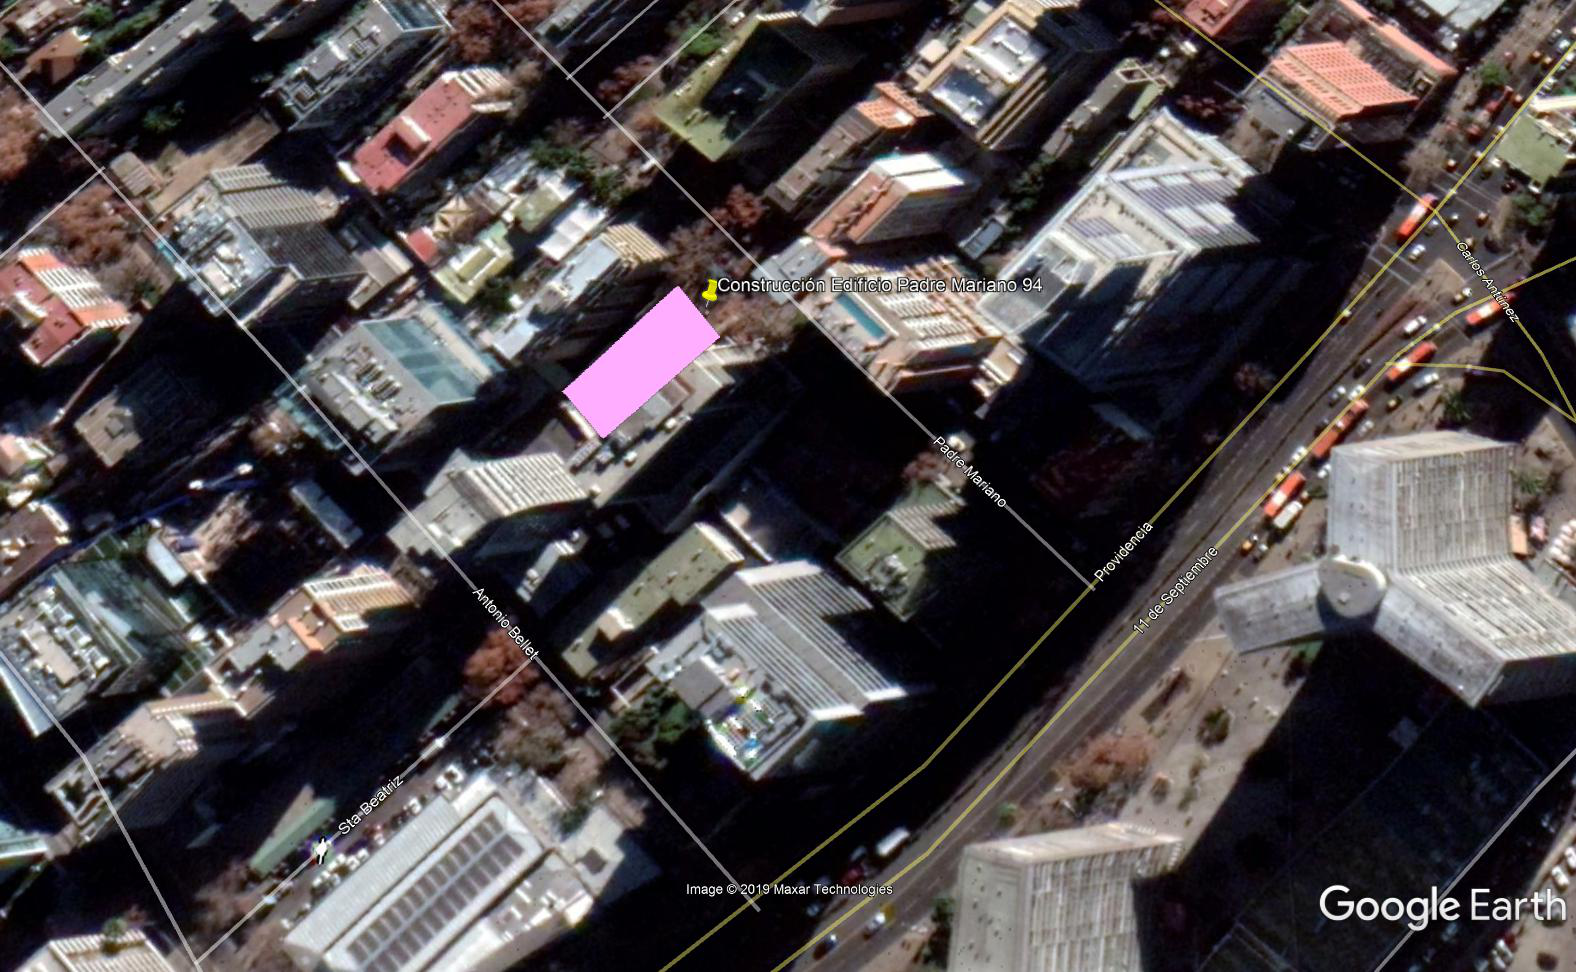 Carlos Antúnez
Construcción Edificio Padre Mariano 94
Padre Mariano
Providencia
11 de Septiembre
Antonio Bellet
Sta Beatriz
Image © 2019 Maxar Technologies
Google Earth